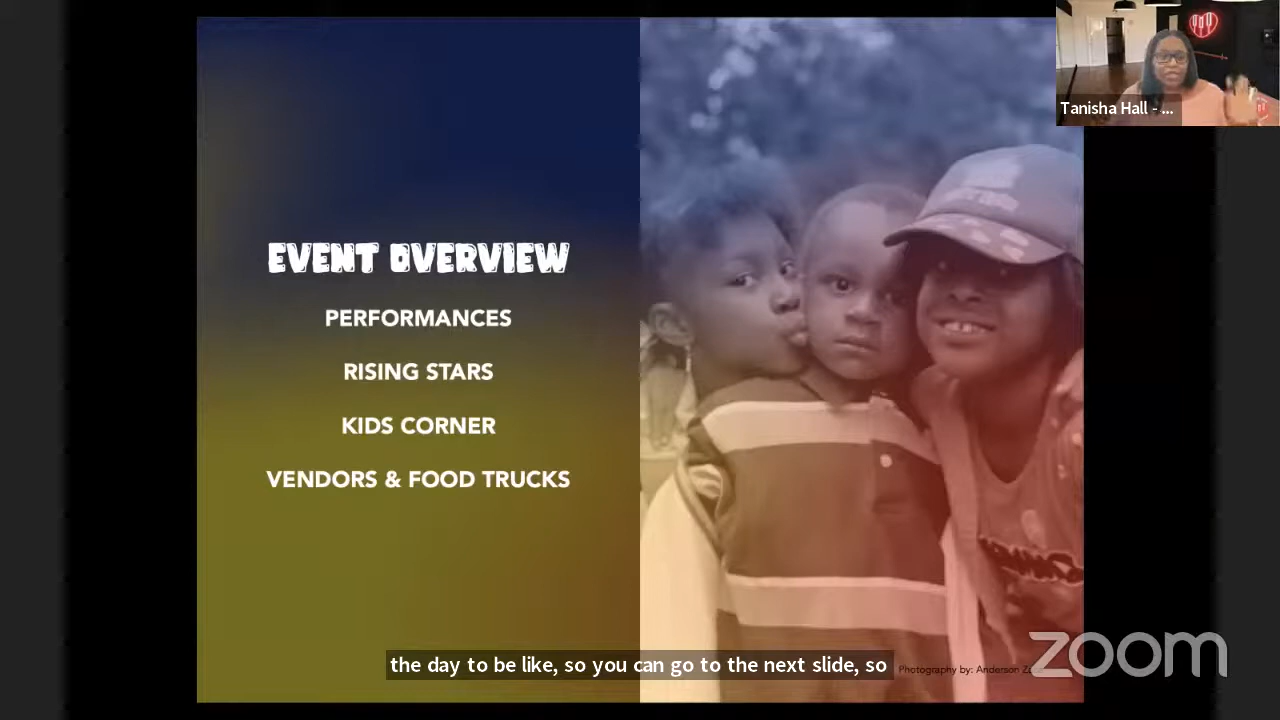 Tanisha Hall - ...
EVENT OVERVIEW
PERFORMANCES
RISING STARS
KIDS CORNER
VENDORS & FOOD TRUCKS
the day to be like, so you can go to the next slide, so
Photography by: Anderson
zoom